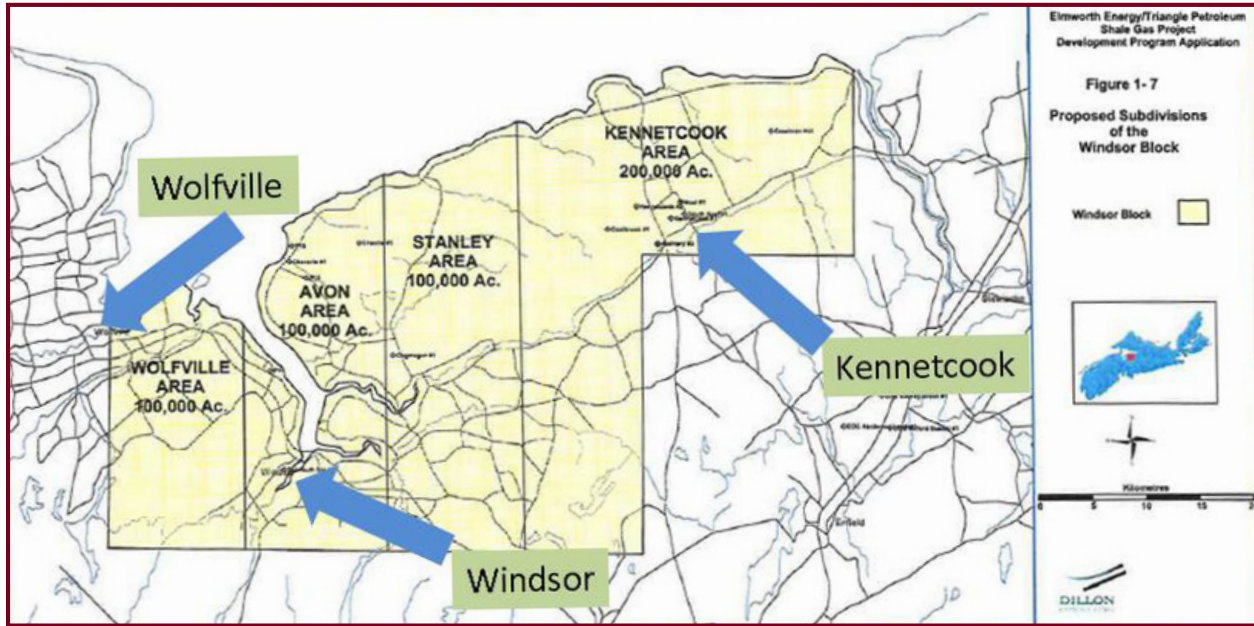 Elmworth Energy/Triangle Petroleum
Shale Gas Project
Development Program Application
Figure 1-7
Proposed Subdivisions
of the
Windsor Block
Windsor Block
Kilometres
0 5 10 15
DILLON
Wolfville
KENNETCOOK
AREA
200,000 Ac.
STANLEY
AREA
100,000 Ac.
AVON
AREA
100,000 Ac.
WOLFVILLE
AREA
100,000 Ac.
Kennetcook
Windsor
Enfield